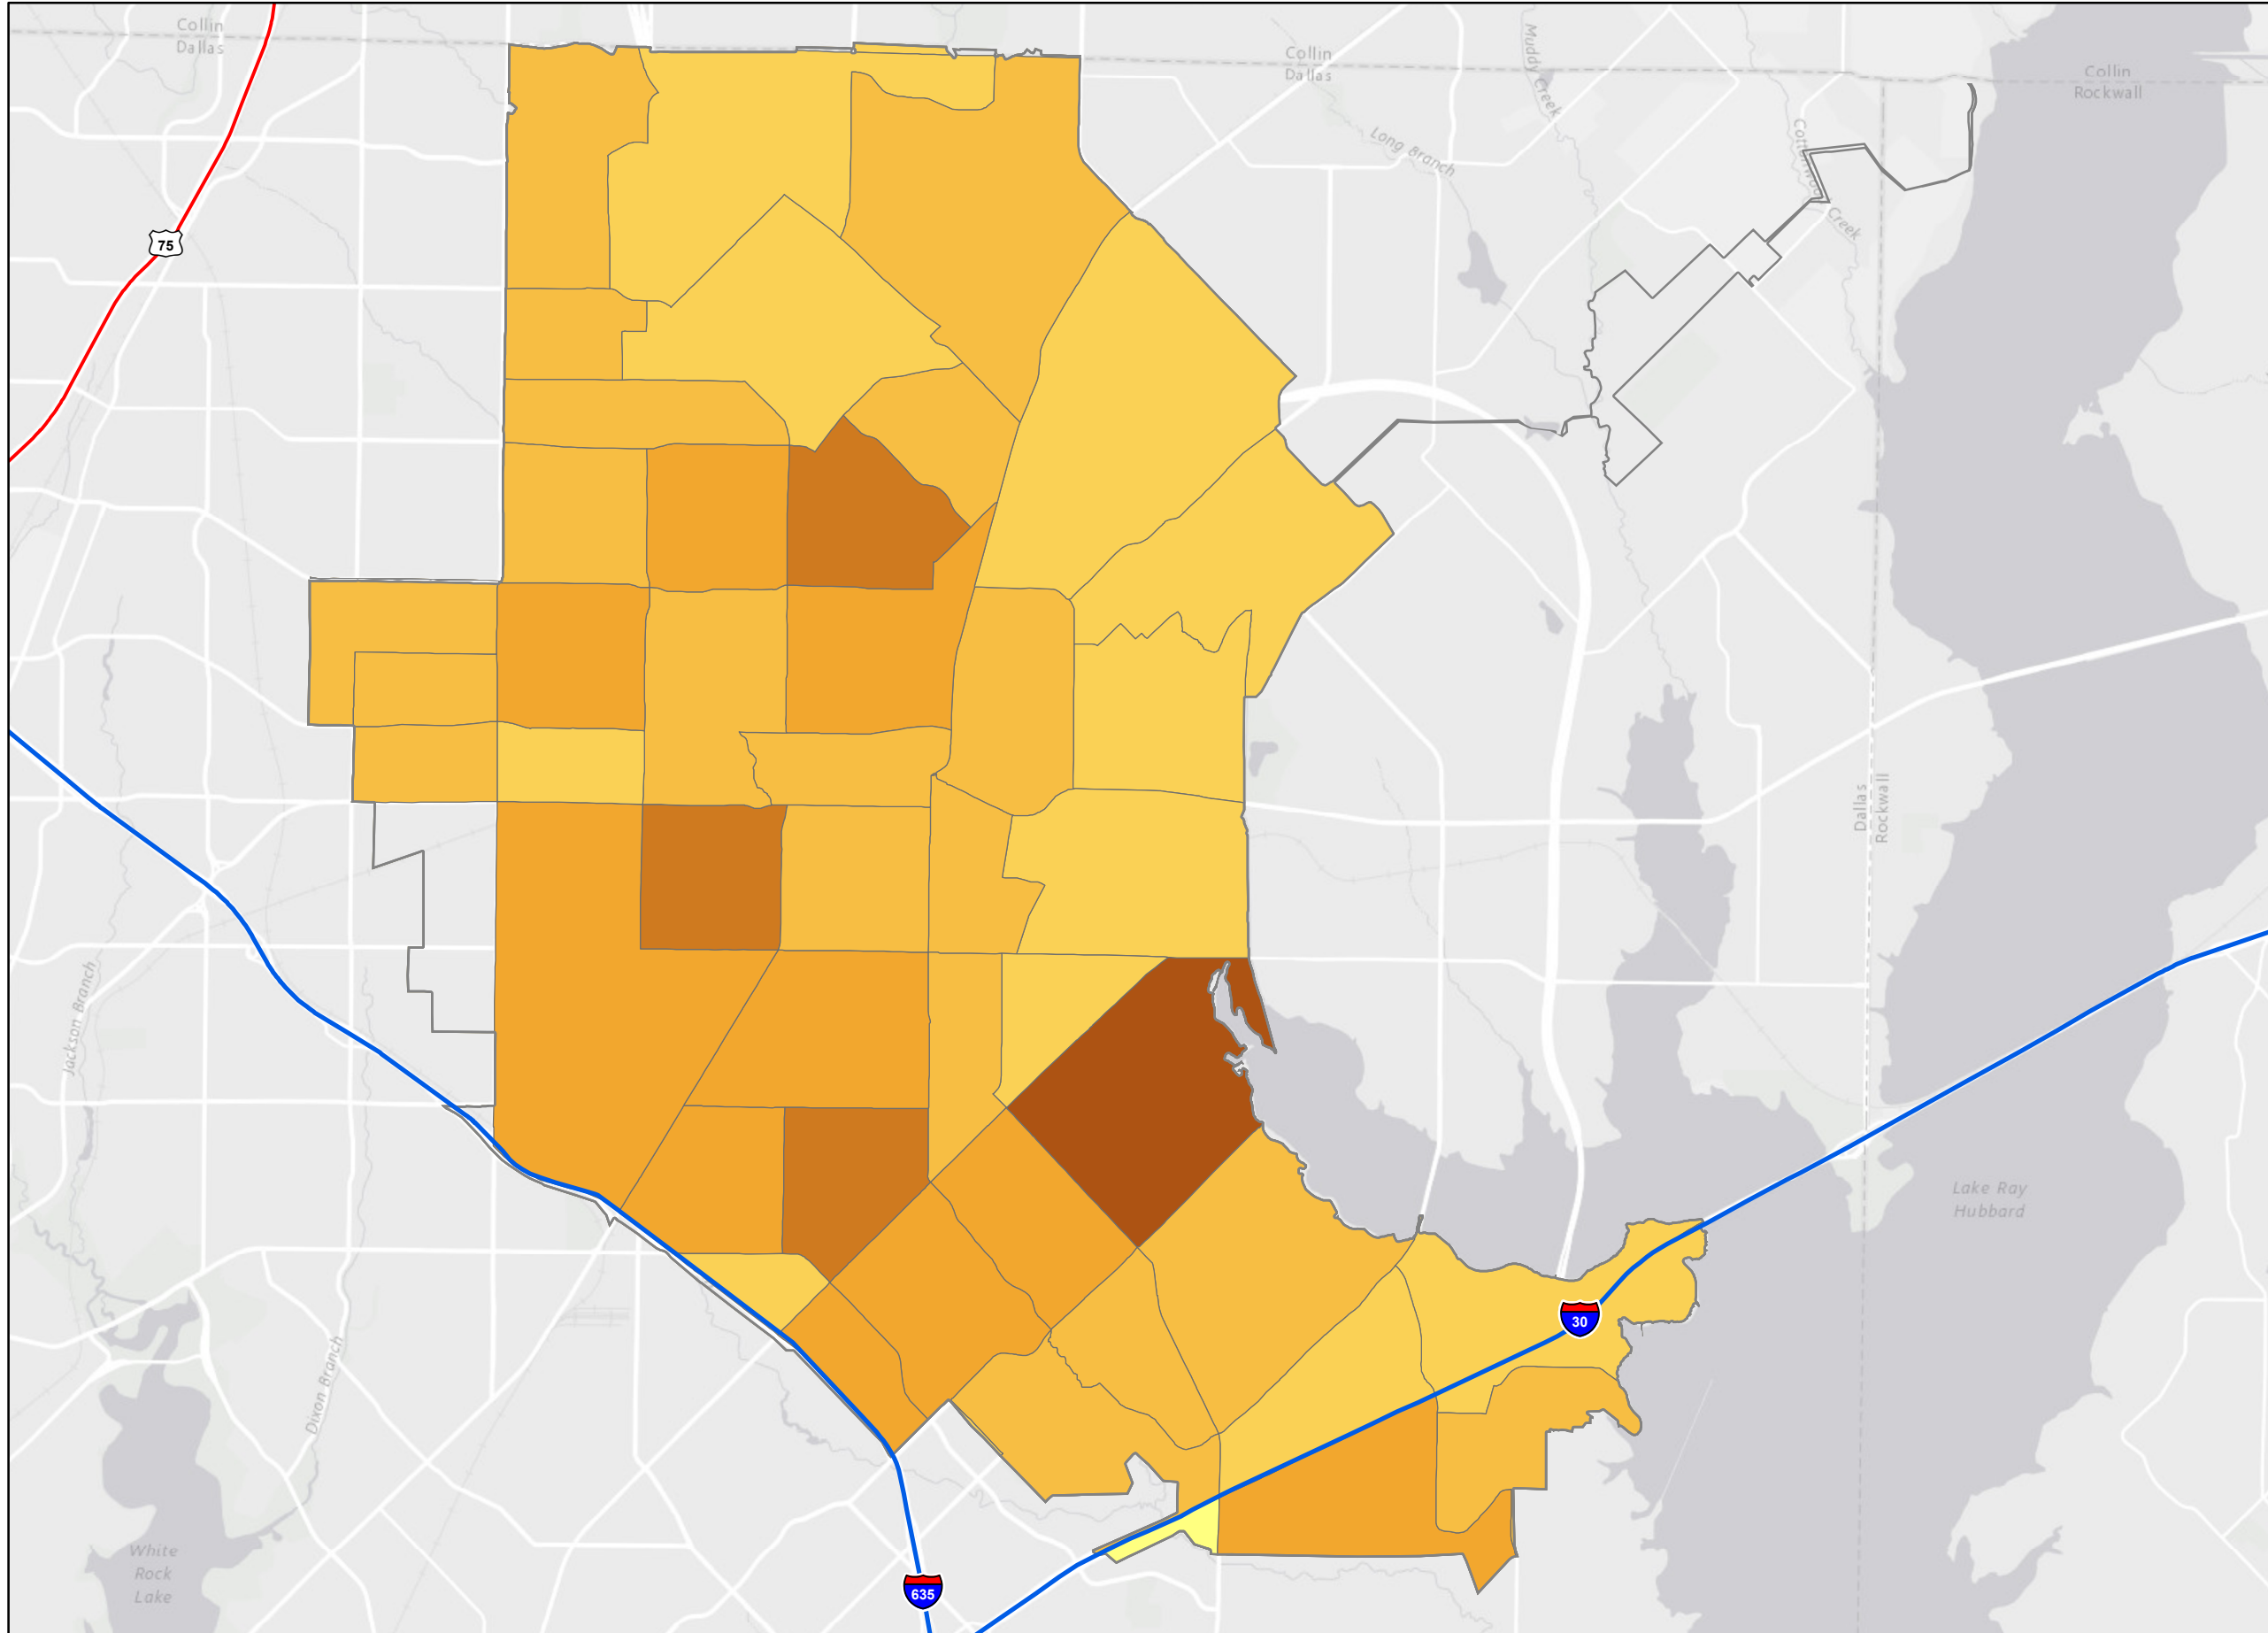 Collin
Dallas
Collin
Dallas
Collin
Rockwall
Muddy Creek
Long Branch
Cottonwood
Creek
75
Dallas
Rockwall
Jackson Branch
Lake Ray
Hubbard
30
Dixon Branch
White
Rock
Lake
635